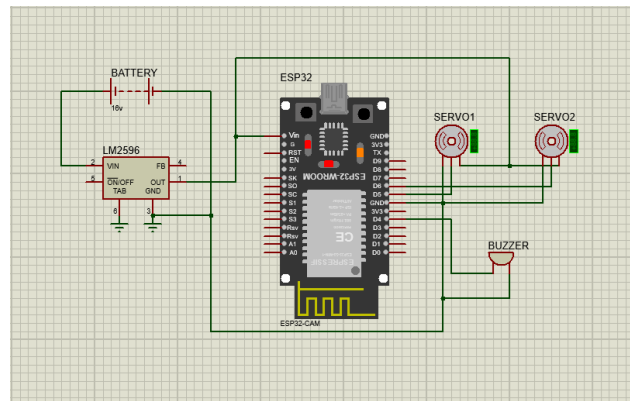 BATTERY
16v
LM2596
2 VIN FB 4
5 ON/OFF OUT 1
TAB GND
6 3
ESP32
Vin GND
G 3V3
RST TX
EN D9
3V D8
SK D7
SO D6
SC D5
S1 GND
S2 3V3
S3 D4
Rsv D3
Rsv D2
A1 D1
A0 D0
ESP32-WROOM
CE
ESPRESSIF
ESP32-CAM
SERVO1
SERVO2
BUZZER